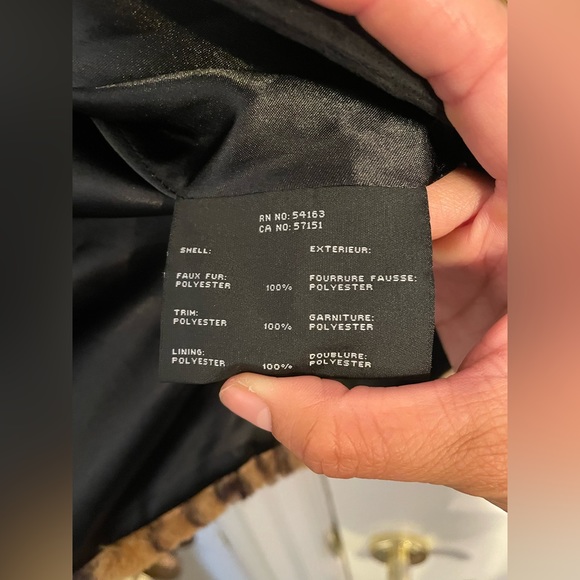 RN NO: 54163
CA NO: 57151
SHELL: EXTERIEUR:
FAUX FUR: FOURRURE FAUSSE:
POLYESTER 100% POLYESTER
TRIM: GARNITURE:
POLYESTER 100% POLYESTER
LINING: DOUBLURE:
POLYESTER 100% POLYESTER